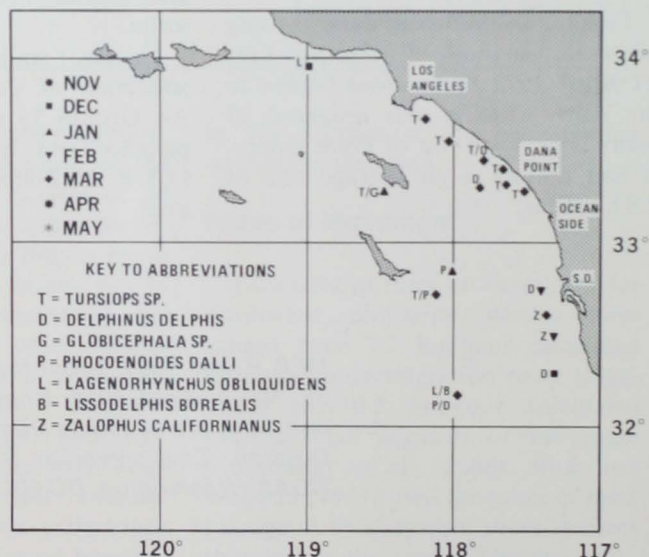 34°
L
LOS
ANGELES
NOV
DEC
JAN
FEB
MAR
APR
MAY
T
T
T/D
T
DANA
POINT
D
T
T
T/G
OCEAN-
SIDE
33°
KEY TO ABBREVIATIONS
P
S.D.
T/P
D
Z
Z
D
T = TURSIOPS SP.
D = DELPHINUS DELPHIS
G = GLOBICEPHALA SP.
P = PHOCOENOIDES DALLI
L = LAGENORHYNCHUS OBLIQUIDENS
B = LISSODELPHIS BOREALIS
Z = ZALOPHUS CALIFORNIANUS
L/B
P/D
32°
120° 119° 118° 117°